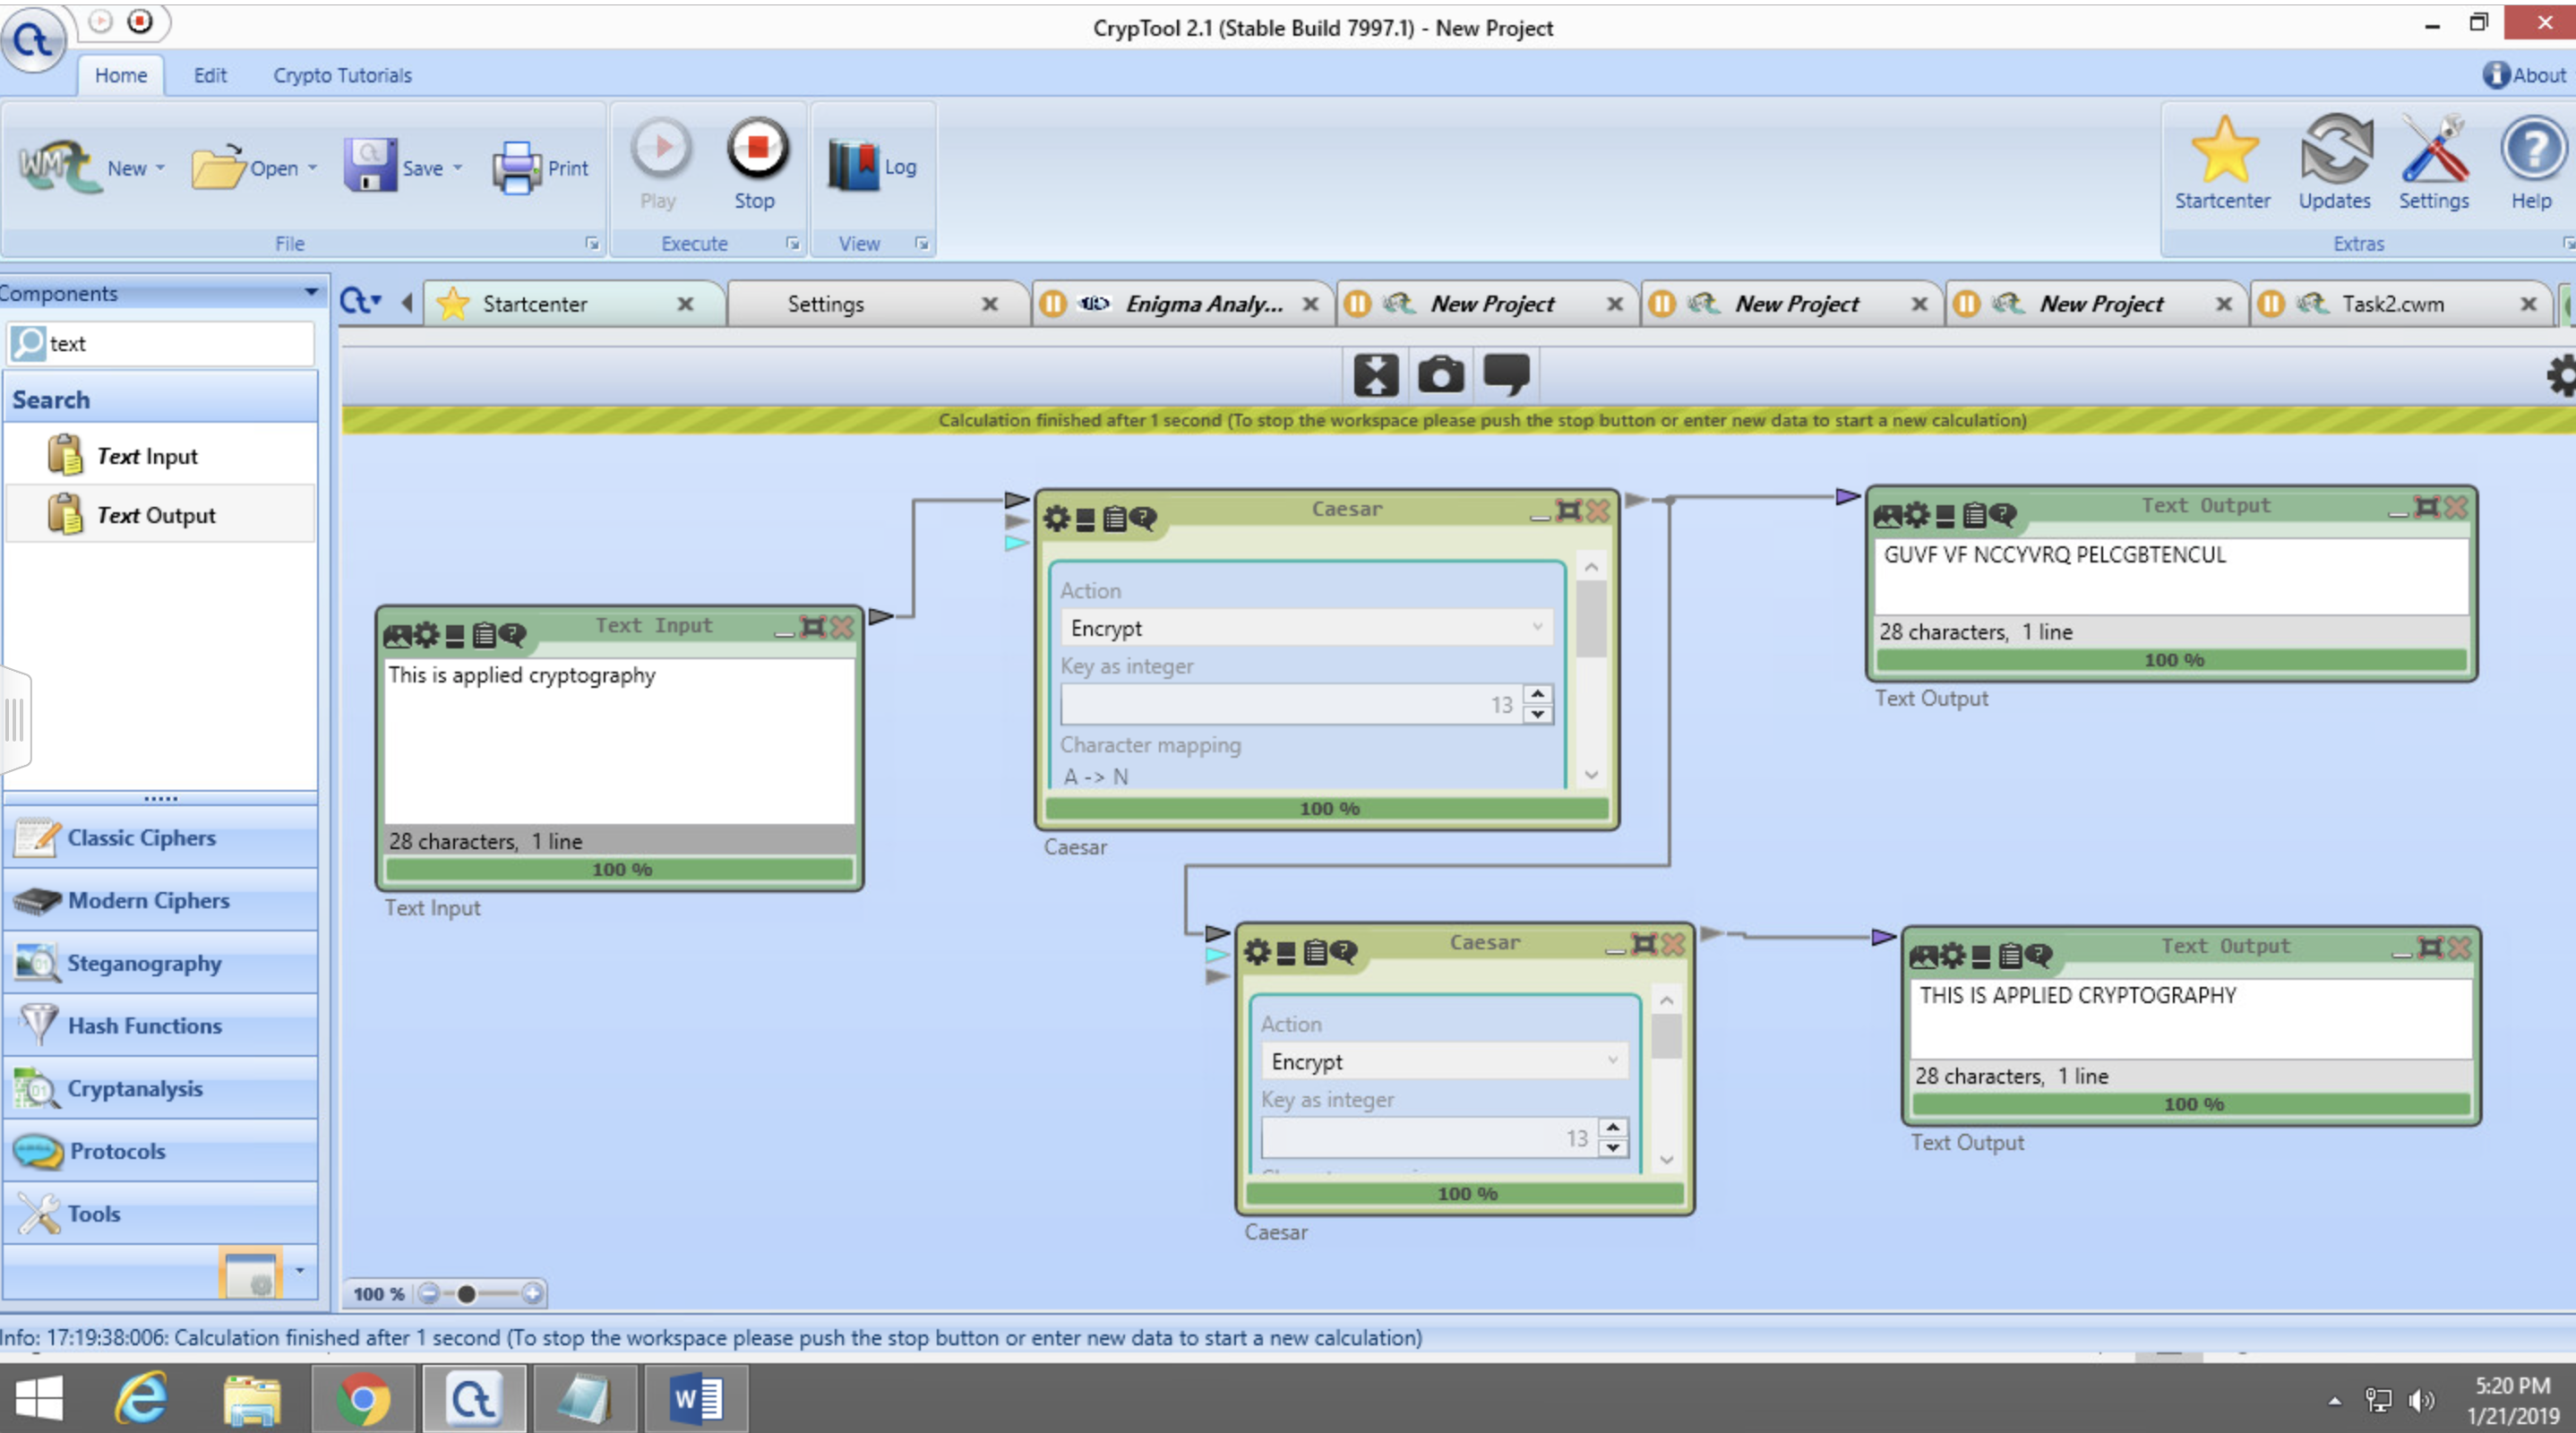 CrypTool 2.1 (Stable Build 7997.1) - New Project
Home Edit Crypto Tutorials About
New Open Save Print Play Stop Log Startcenter Updates Settings Help
File Execute View Extras
Components
text
Search
Text Input
Text Output
Classic Ciphers
Modern Ciphers
Steganography
Hash Functions
Cryptanalysis
Protocols
Tools
Startcenter Settings Enigma Analy... New Project New Project New Project Task2.cwm
Calculation finished after 1 second (To stop the workspace please push the stop button or enter new data to start a new calculation)
Text Input
This is applied cryptography
28 characters, 1 line
100 %
Text Input
Caesar
Action
Encrypt
Key as integer
13
Character mapping
A -> N
100 %
Caesar
Text Output
GUVF VF NCCYVRQ PELCGBTENCUL
28 characters, 1 line
100 %
Text Output
Caesar
Action
Encrypt
Key as integer
13
100 %
Caesar
Text Output
THIS IS APPLIED CRYPTOGRAPHY
28 characters, 1 line
100 %
Text Output
100 %
Info: 17:19:38:006: Calculation finished after 1 second (To stop the workspace please push the stop button or enter new data to start a new calculation)
5:20 PM
1/21/2019